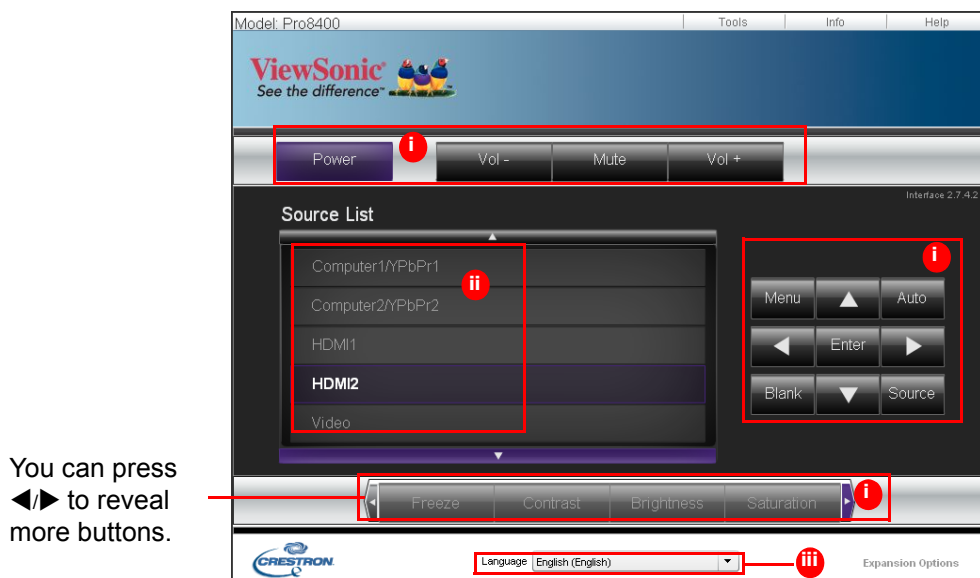 Model: Pro8400 Tools Info Help
ViewSonic®
See the difference™
Power i Vol - Mute Vol +
Interface 2.7.4.2
Source List
i
Computer1/YPbPr1
ii
Computer2/YPbPr2
HDMI1
HDMI2
Video
Menu ▲ Auto
◀ Enter ▶
Blank ▼ Source
You can press
◀/▶ to reveal
more buttons.
Freeze Contrast Brightness Saturation i
CRESTRON Language English (English) iii Expansion Options